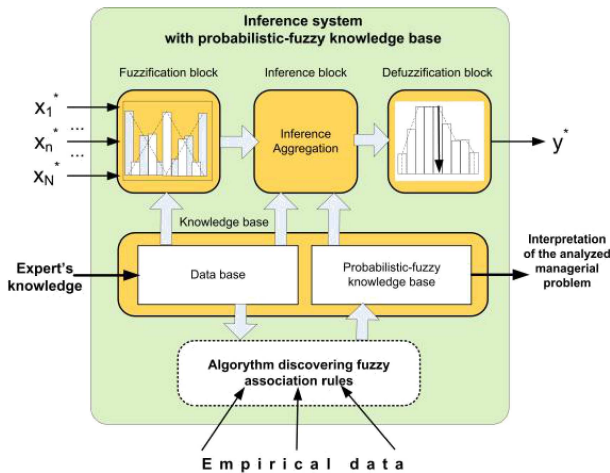 Inference system
with probabilistic-fuzzy knowledge base
Fuzzification block
Inference block
Defuzzification block
x1*
...
xn*
...
xN*
Inference
Aggregation
y*
Knowledge base
Expert's
knowledge
Data base
Probabilistic-fuzzy
knowledge base
Interpretation
of the analyzed
managerial
problem
Algorythm discovering fuzzy
association rules
Empirical data